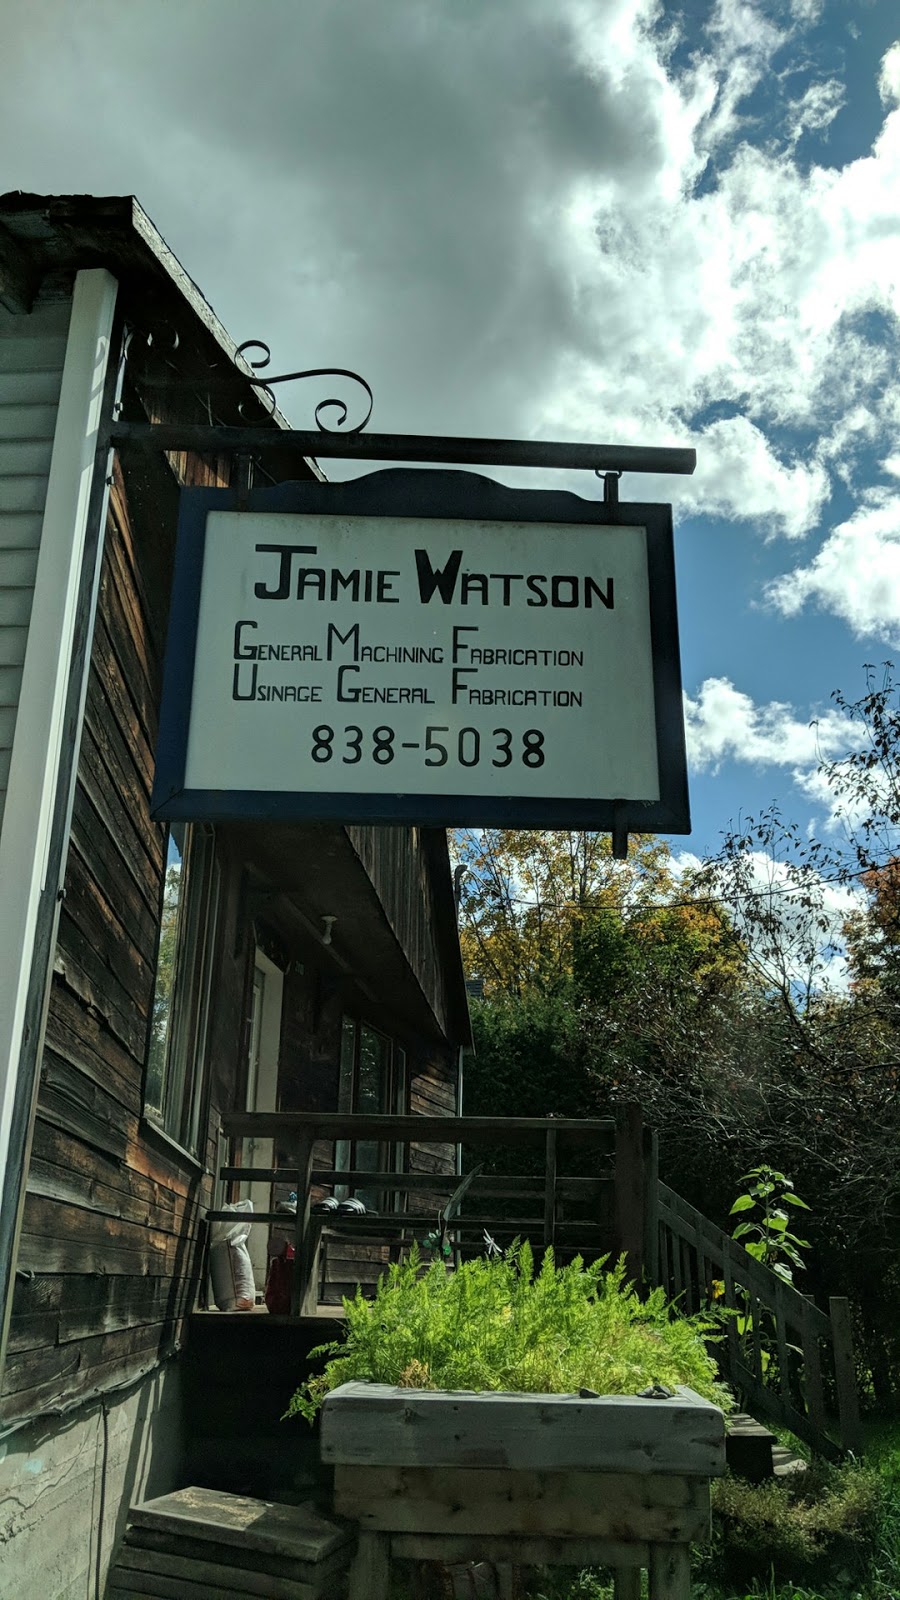 JAMIE WATSON
GENERAL MACHINING FABRICATION
USINAGE GENERAL FABRICATION
838-5038